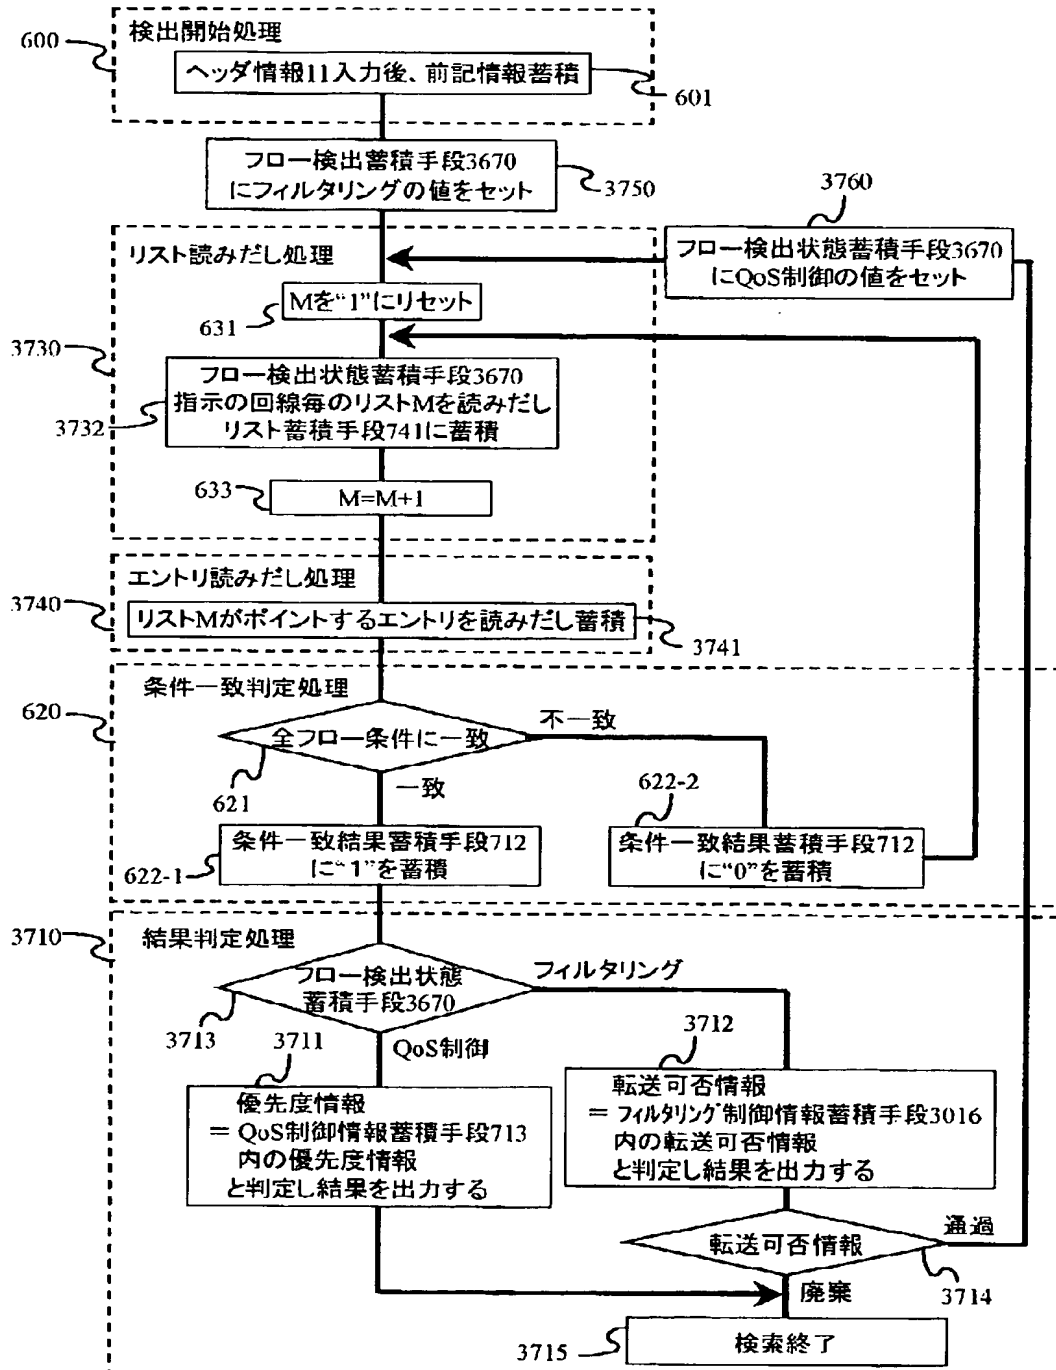 検出開始処理
600
ヘッダ情報11入力後、前記情報蓄積
601
フロー検出蓄積手段3670
にフィルタリングの値をセット
3750
3760
フロー検出状態蓄積手段3670
にQoS制御の値をセット
リスト読みだし処理
Mを“1”にリセット
631
3730
フロー検出状態蓄積手段3670
指示の回線毎のリストMを読みだし
リスト蓄積手段741に蓄積
3732
633
M=M+1
エントリ読みだし処理
3740
リストMがポイントするエントリを読みだし蓄積
3741
条件一致判定処理
620
全フロー条件に一致
不一致
621
一致
622-2
条件一致結果蓄積手段712
に“1”を蓄積
622-1
条件一致結果蓄積手段712
に“0”を蓄積
3710
結果判定処理
フロー検出状態
蓄積手段3670
フィルタリング
3713
3711
QoS制御
3712
優先度情報
= QoS制御情報蓄積手段713
内の優先度情報
と判定し結果を出力する
転送可否情報
= フィルタリング制御情報蓄積手段3016
内の転送可否情報
と判定し結果を出力する
転送可否情報
通過
3714
廃棄
3715
検索終了